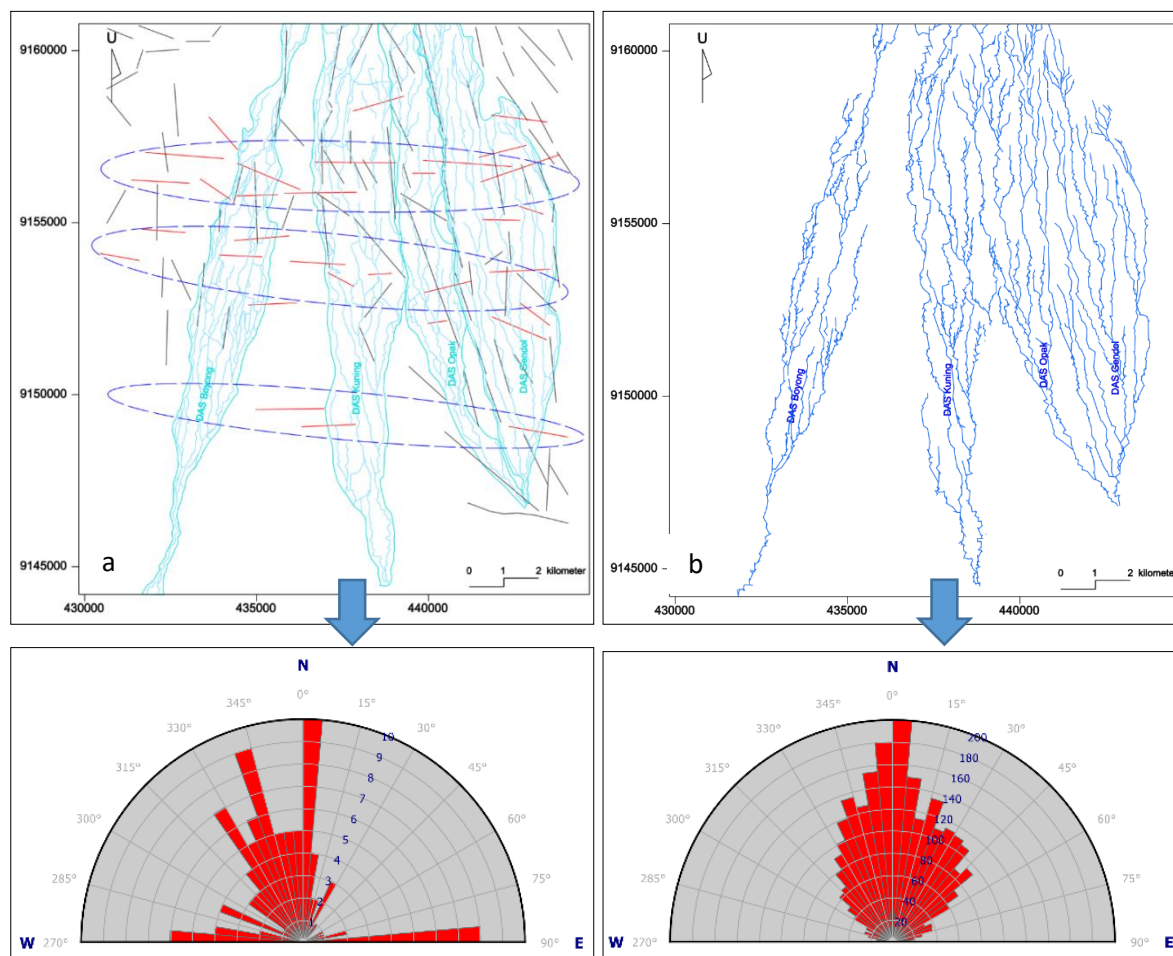 U
9160000
9155000
9150000
9145000
DAS Boyong
DAS Kuning
DAS Opak
DAS Gendol
a
0 1 2 kilometer
430000 435000 440000
U
9160000
9155000
9150000
9145000
DAS Boyong
DAS Kuning
DAS Opak
DAS Gendol
b
0 1 2 kilometer
430000 435000 440000
N
0°
345° 15°
330° 30°
315° 45°
300° 60°
285° 75°
W 270° 90° E
10
9
8
7
6
5
4
3
2
1
N
0°
345° 15°
330° 30°
315° 45°
300° 60°
285° 75°
W 270° 90° E
200
180
160
140
120
100
80
60
40
20